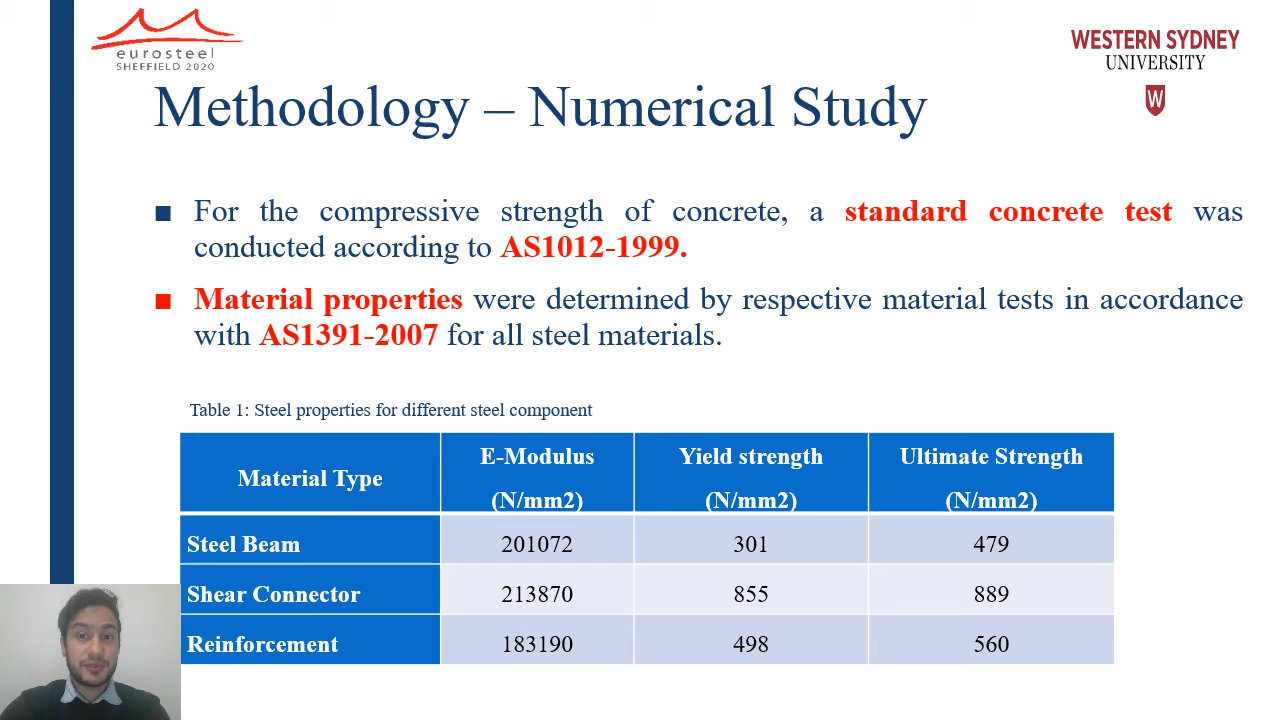 eurosteel
SHEFFIELD 2020
WESTERN SYDNEY
UNIVERSITY
W
Methodology – Numerical Study
For the compressive strength of concrete, a standard concrete test was
conducted according to AS1012-1999.
Material properties were determined by respective material tests in accordance
with AS1391-2007 for all steel materials.
Table 1: Steel properties for different steel component
Material Type E-Modulus (N/mm2) Yield strength (N/mm2) Ultimate Strength (N/mm2)
Steel Beam 201072 301 479
Shear Connector 213870 855 889
Reinforcement 183190 498 560